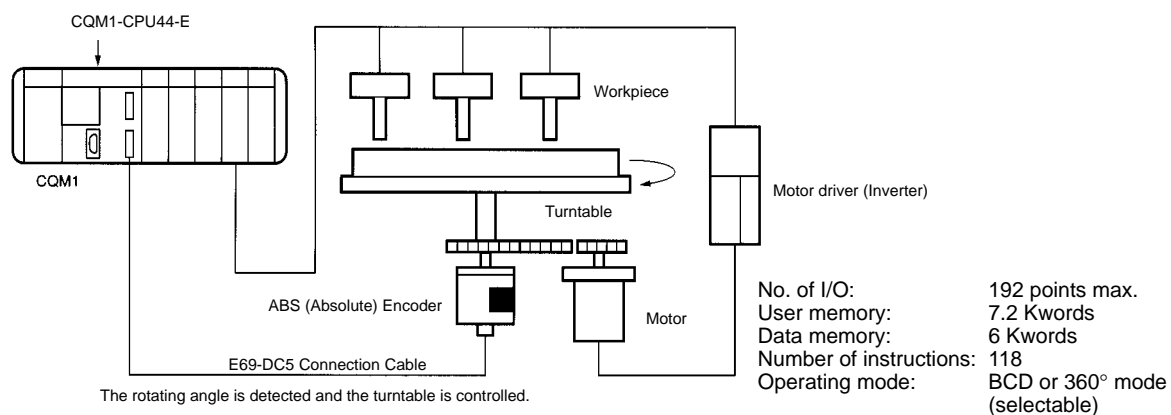 CQM1-CPU44-E
Workpiece
CQM1
Motor driver (Inverter)
Turntable
ABS (Absolute) Encoder
Motor
E69-DC5 Connection Cable
The rotating angle is detected and the turntable is controlled.
No. of I/O: 192 points max.
User memory: 7.2 Kwords
Data memory: 6 Kwords
Number of instructions: 118
Operating mode: BCD or 360° mode
(selectable)